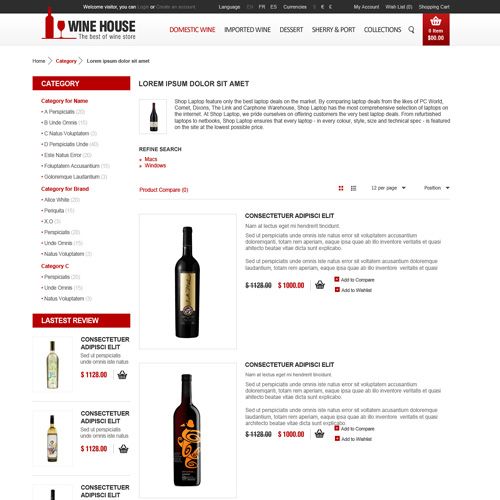 Welcome visitor, you can Login or Create an account
Language EN FR ES Currencies $ € £
My Account Wish List (0) Shopping Cart
WINE HOUSE
The best of wine store
DOMESTIC WINE IMPORTED WINE DESSERT SHERRY & PORT COLLECTIONS
0 Item
$00.00
Home > Category > Lorem ipsum dolor sit amet
CATEGORY
Category for Name
• A Perspiciatis (20)
• B Unde Omnis (15)
• C Natus Voluptatem (3)
• D Perspiciatis Unde (40)
• Este Natus Error (20)
• Foluptatem Accusantium (15)
• Goloremque Laudantium (3)
Category for Brand
• Alice White (20)
• Periquita (15)
• X.O (3)
• Perspiciatis (20)
• Unde Omnis (15)
• Natus Voluptatem (3)
Category C
• Perspiciatis (20)
• Unde Omnis (15)
• Natus Voluptatem (3)
LASTEST REVIEW
CONSECTETUER
ADIPISCI ELIT
Sed ut perspiciatis
unde omnis iste natus
$ 1128.00
CONSECTETUER
ADIPISCI ELIT
Sed ut perspiciatis
unde omnis iste natus
$ 1128.00
CONSECTETUER
ADIPISCI ELIT
LOREM IPSUM DOLOR SIT AMET
Shop Laptop feature only the best laptop deals on the market. By comparing laptop deals from the likes of PC World,
Comet, Dixons, The Link and Carphone Warehouse, Shop Laptop has the most comprehensive selection of laptops on
the internet. At Shop Laptop, we pride ourselves on offering customers the very best laptop deals. From refurbished
laptops to netbooks, Shop Laptop ensures that every laptop - in every colour, style, size and technical spec - is featured
on the site at the lowest possible price.
REFINE SEARCH
Macs
Windows
Product Compare (0)
12 per page
Position
CONSECTETUER ADIPISCI ELIT
Nam at lectus eget mi hendrerit tincidunt.
Sed ut perspiciatis unde omnis iste natus error sit voluptatem accusantium
doloremqunt, totam rem aperiam, eaque ipsa quae ab illo inventore veritatis et quasi
architecto beatae vitae dicta sunt explicabo.
Sed ut perspiciatis unde omnis iste natus error sit voluptatem accusantium doloremque
laudantium, totam rem aperiam, eaque ipsa quae ab illo inventore veritatis et quasi
$ 1128.00 $ 1000.00
Add to Compare
Add to Wishlist
CONSECTETUER ADIPISCI ELIT
Nam at lectus eget mi hendrerit tincidunt.
Sed ut perspiciatis unde omnis iste natus error sit voluptatem accusantium doloremque
laudantium, totam rem aperiam, eaque ipsa quae ab illo inventore veritatis et quasi
architecto beatae vitae dicta sunt explicabo.
Sed ut perspiciatis unde omnis iste natus error sit voluptatem accusantium doloremque
laudantium, totam rem aperiam, eaque ipsa quae ab illo inventore veritatis et quasi
architecto beatae vitae dicta sunt explicabo.
$ 1128.00 $ 1000.00
Add to Compare
Add to Wishlist